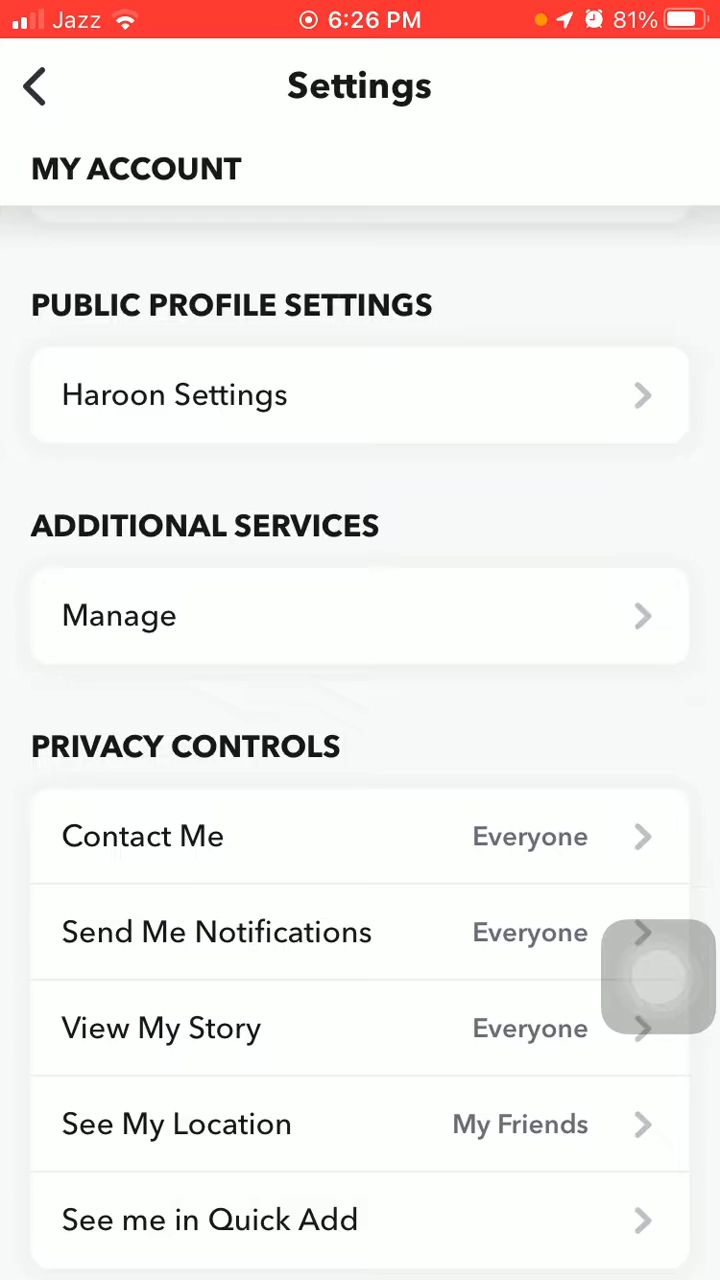 Jazz 6:26 PM 81%
Settings
MY ACCOUNT
PUBLIC PROFILE SETTINGS
Haroon Settings
ADDITIONAL SERVICES
Manage
PRIVACY CONTROLS
Contact Me Everyone
Send Me Notifications Everyone
View My Story Everyone
See My Location My Friends
See me in Quick Add